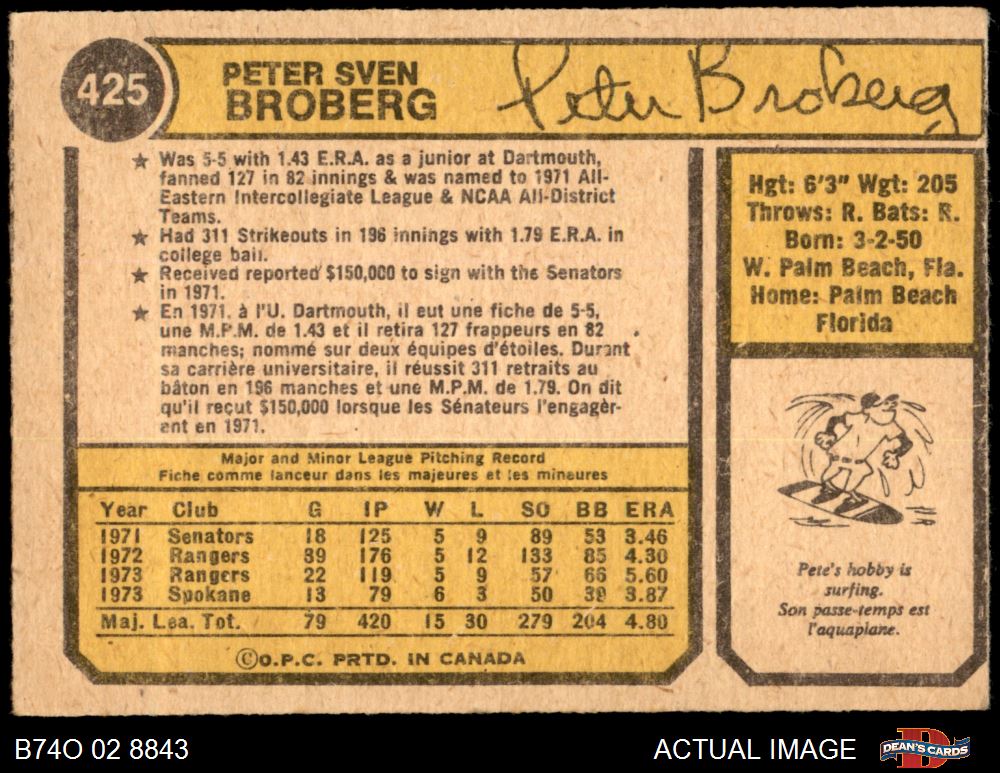 425
PETER SVEN
BROBERG
Peter Broberg
★ Was 5-5 with 1.43 E.R.A. as a junior at Dartmouth,
fanned 127 in 82 innings & was named to 1971 All-
Eastern Intercollegiate League & NCAA All-District
Teams.
★ Had 311 Strikeouts in 196 innings with 1.79 E.R.A. in
college ball.
★ Received reported $150,000 to sign with the Senators
in 1971.
★ En 1971, à l'U. Dartmouth, il eut une fiche de 5-5,
une M.P.M. de 1.43 et il retira 127 frappeurs en 82
manches; nommé sur deux équipes d'étoiles. Durant
sa carrière universitaire, il réussit 311 retraits au
bâton en 196 manches et une M.P.M. de 1.79. On dit
qu'il reçut $150,000 lorsque les Sénateurs l'engagèr-
ent en 1971.
Hgt: 6'3" Wgt: 205
Throws: R. Bats: R.
Born: 3-2-50
W. Palm Beach, Fla.
Home: Palm Beach
Florida
Pete's hobby is
surfing.
Son passe-temps est
l'aquaplane.
Major and Minor League Pitching Record
Fiche comme lanceur dans les majeures et les mineures
Year Club G IP W L SO BB ERA
1971 Senators 18 125 5 9 89 53 3.46
1972 Rangers 39 176 5 12 133 85 4.30
1973 Rangers 22 119 5 9 57 66 5.60
1973 Spokane 13 79 6 3 50 39 3.87
Maj. Lea. Tot. 79 420 15 30 279 204 4.80
©O.P.C. PRTD. IN CANADA
B74O 02 8843
ACTUAL IMAGE
DEAN'S CARDS